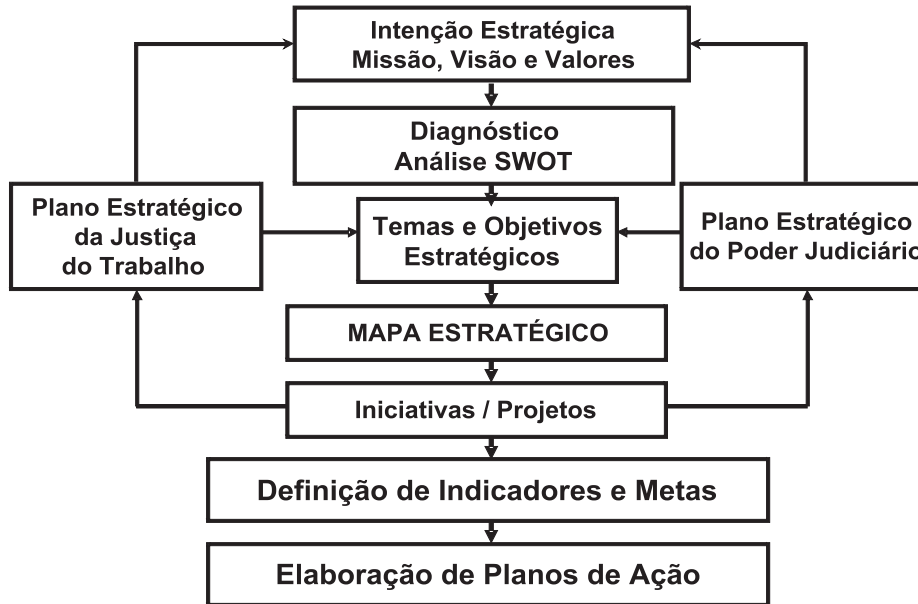 Intenção Estratégica
Missão, Visão e Valores
Diagnóstico
Análise SWOT
Plano Estratégico
da Justiça
do Trabalho
Temas e Objetivos
Estratégicos
Plano Estratégico
do Poder Judiciário
MAPA ESTRATÉGICO
Iniciativas / Projetos
Definição de Indicadores e Metas
Elaboração de Planos de Ação